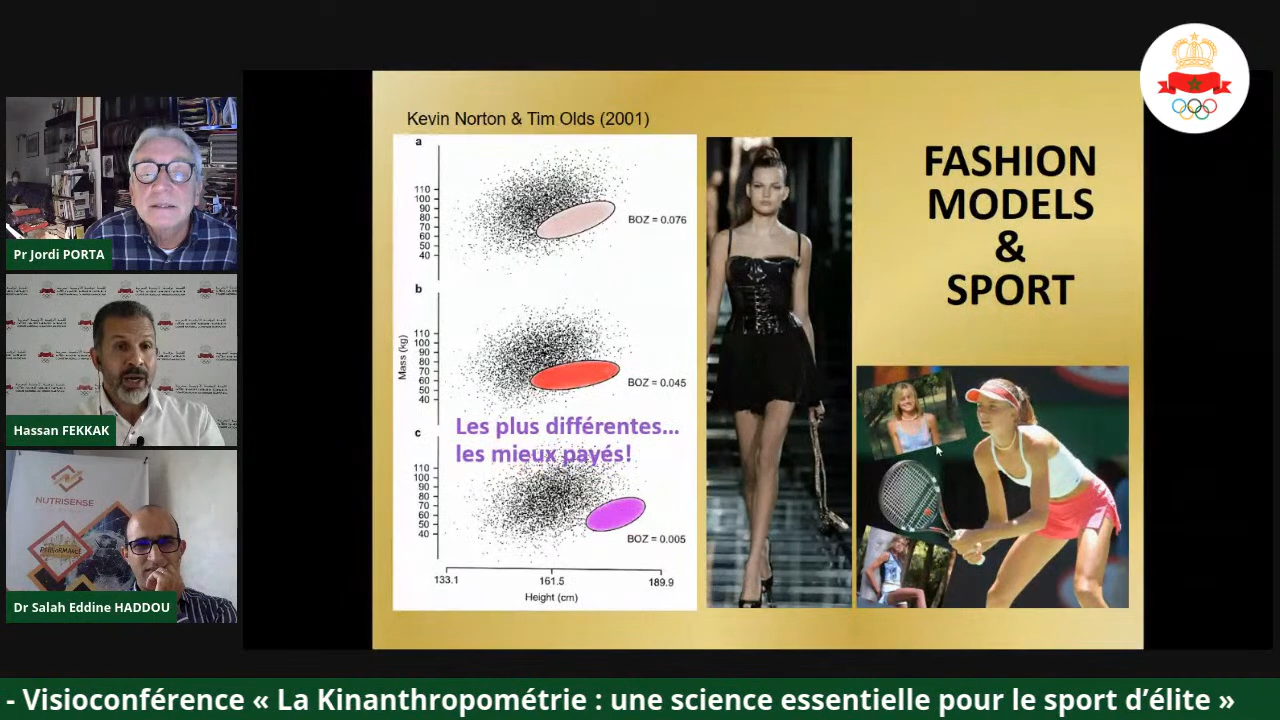 Kevin Norton & Tim Olds (2001)
a
110
100
90
80
70
60
50
40
BOZ = 0.076
b
110
100
90
80
70
60
50
40
BOZ = 0.045
Mass (kg)
Les plus différentes...
les mieux payés!
c
110
100
90
80
70
60
50
40
BOZ = 0.005
133.1 161.5 189.9
Height (cm)
FASHION
MODELS
&
SPORT
Pr Jordi PORTA
Hassan FEKKAK
NUTRISENSE
PERFORMANCE
Dr Salah Eddine HADDOU
- Visioconférence « La Kinanthropométrie : une science essentielle pour le sport d'élite »